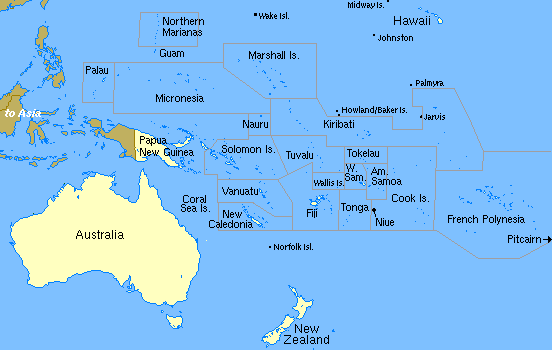 Midway Isl.
Wake Isl.
Hawaii
Northern
Marianas
Johnston
Guam
Marshall Is.
Palau
Palmyra
Micronesia
to Asia
Howland/Baker Is.
Jarvis
Nauru
Kiribati
Papua
New Guinea
Solomon Is.
Tuvalu
Tokelau
W.
Sam.
Am.
Samoa
Wallis Is.
Vanuatu
Coral
Sea Is.
Cook Is.
New
Caledonia
Fiji
Tonga
Niue
French Polynesia
Australia
Pitcairn
Norfolk Isl.
New
Zealand